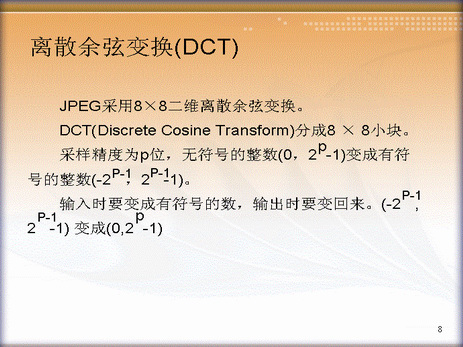 离散余弦变换(DCT)
JPEG采用8×8二维离散余弦变换。
DCT(Discrete Cosine Transform)分成8 × 8小块。
采样精度为p位，无符号的整数(0，2^p-1)变成有符
号的整数(-2^P-1，2^P-1-1)。
输入时要变成有符号的数，输出时要变回来。(-2^P-1,
2^P-1-1) 变成(0,2^p-1)
8